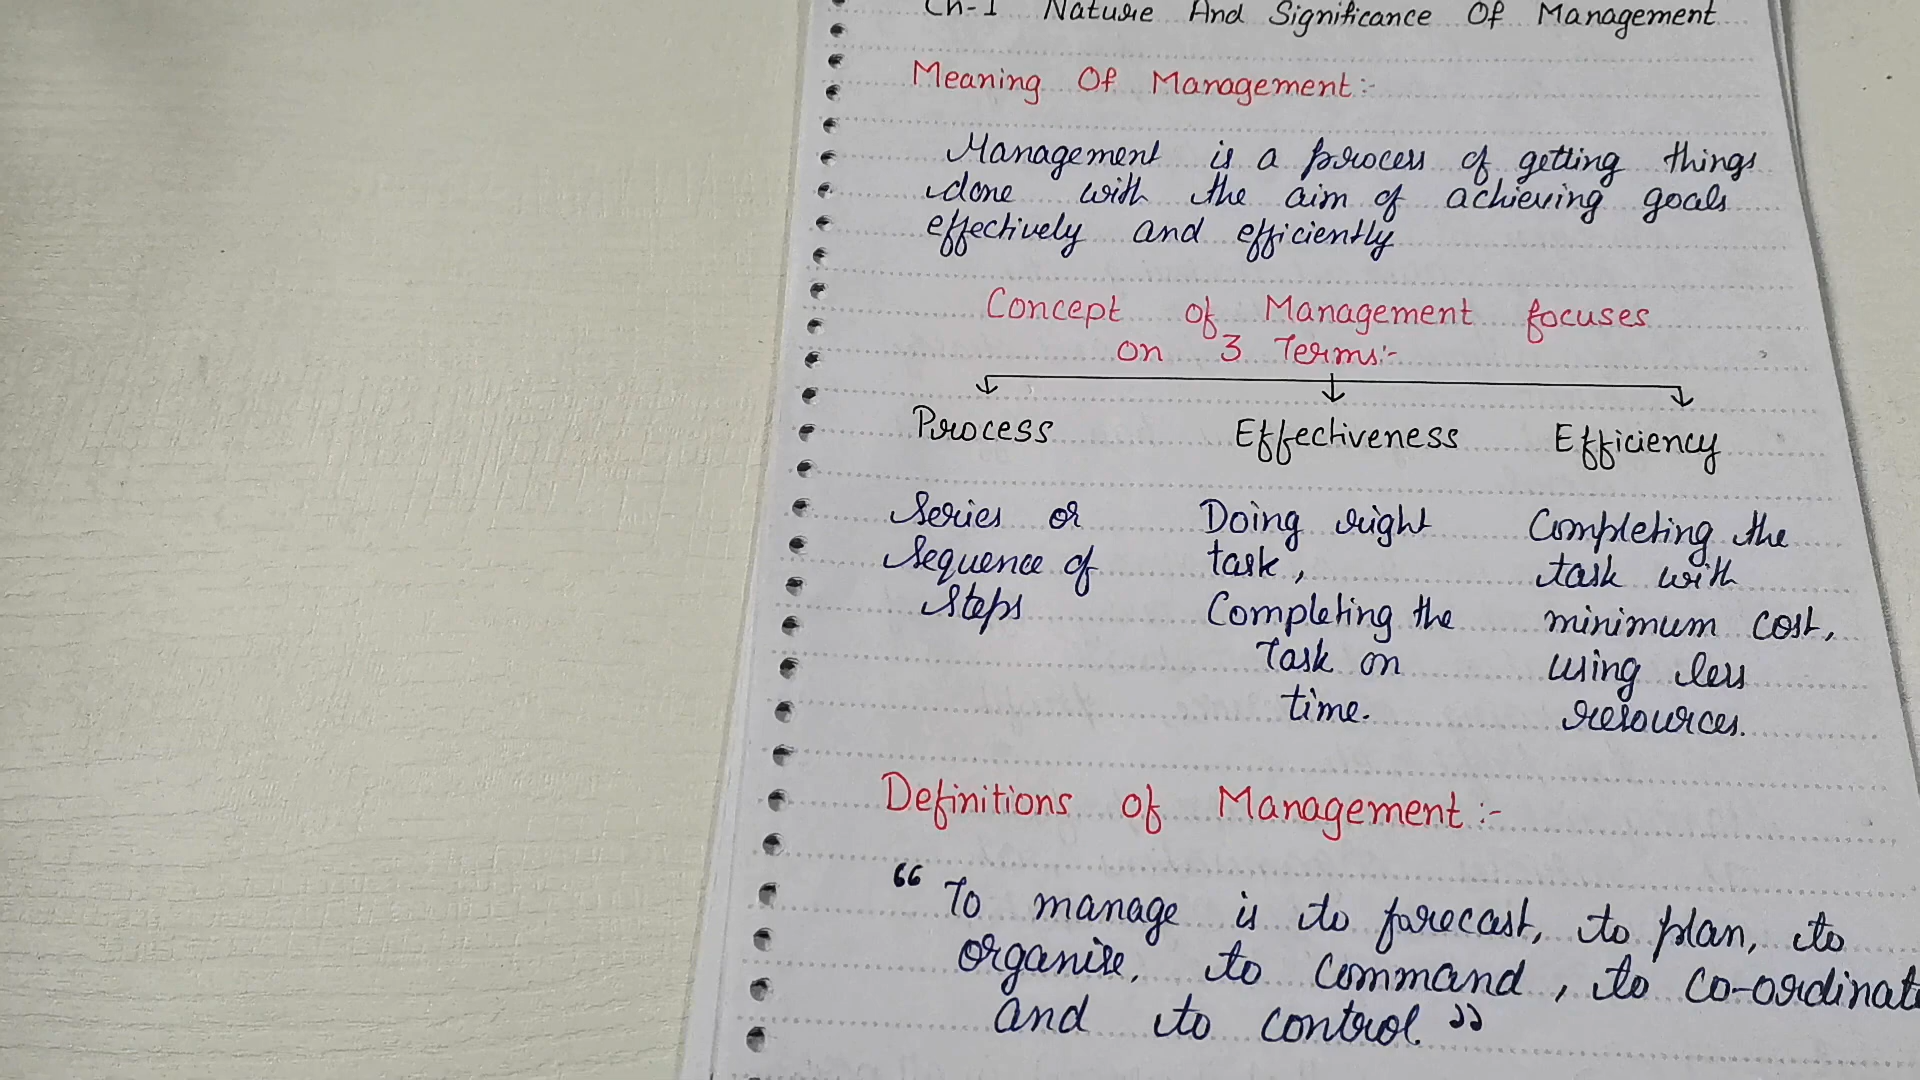 Ch-1 Nature And Significance Of Management
Meaning Of Management:-
Management is a process of getting things
done with the aim of achieving goals
effectively and efficiently
Concept of Management focuses
on 3 Terms:-
Process Effectiveness Efficiency
Series or Doing right Completing the
Sequence of task, task with
Steps Completing the minimum cost,
Task on using less
time. resources.
Definitions of Management:-
“To manage is to forecast, to plan, to
organise, to command, to co-ordinate
and to control.”